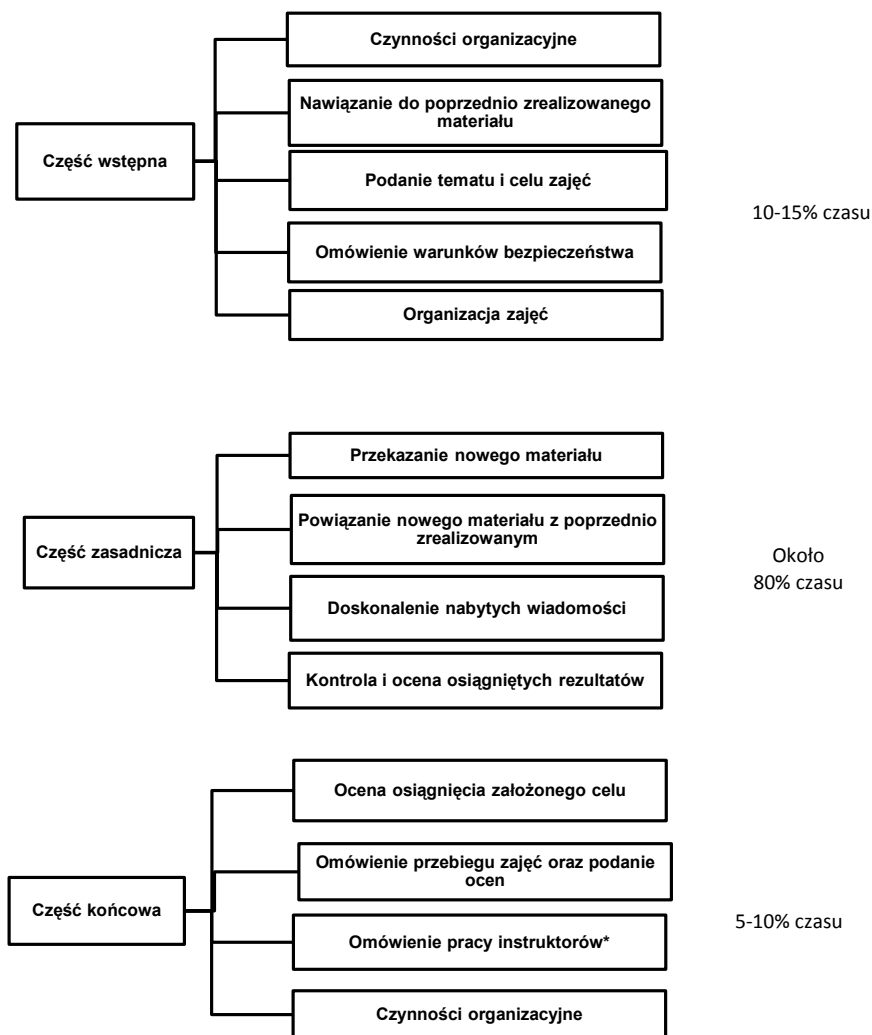 Czynności organizacyjne
Nawiązanie do poprzednio zrealizowanego
materiału
Część wstępna
Podanie tematu i celu zajęć
10-15% czasu
Omówienie warunków bezpieczeństwa
Organizacja zajęć
Przekazanie nowego materiału
Powiązanie nowego materiału z poprzednio
zrealizowanym
Część zasadnicza
Około
80% czasu
Doskonalenie nabytych wiadomości
Kontrola i ocena osiągniętych rezultatów
Ocena osiągnięcia założonego celu
Omówienie przebiegu zajęć oraz podanie
ocen
Część końcowa
5-10% czasu
Omówienie pracy instruktorów*
Czynności organizacyjne